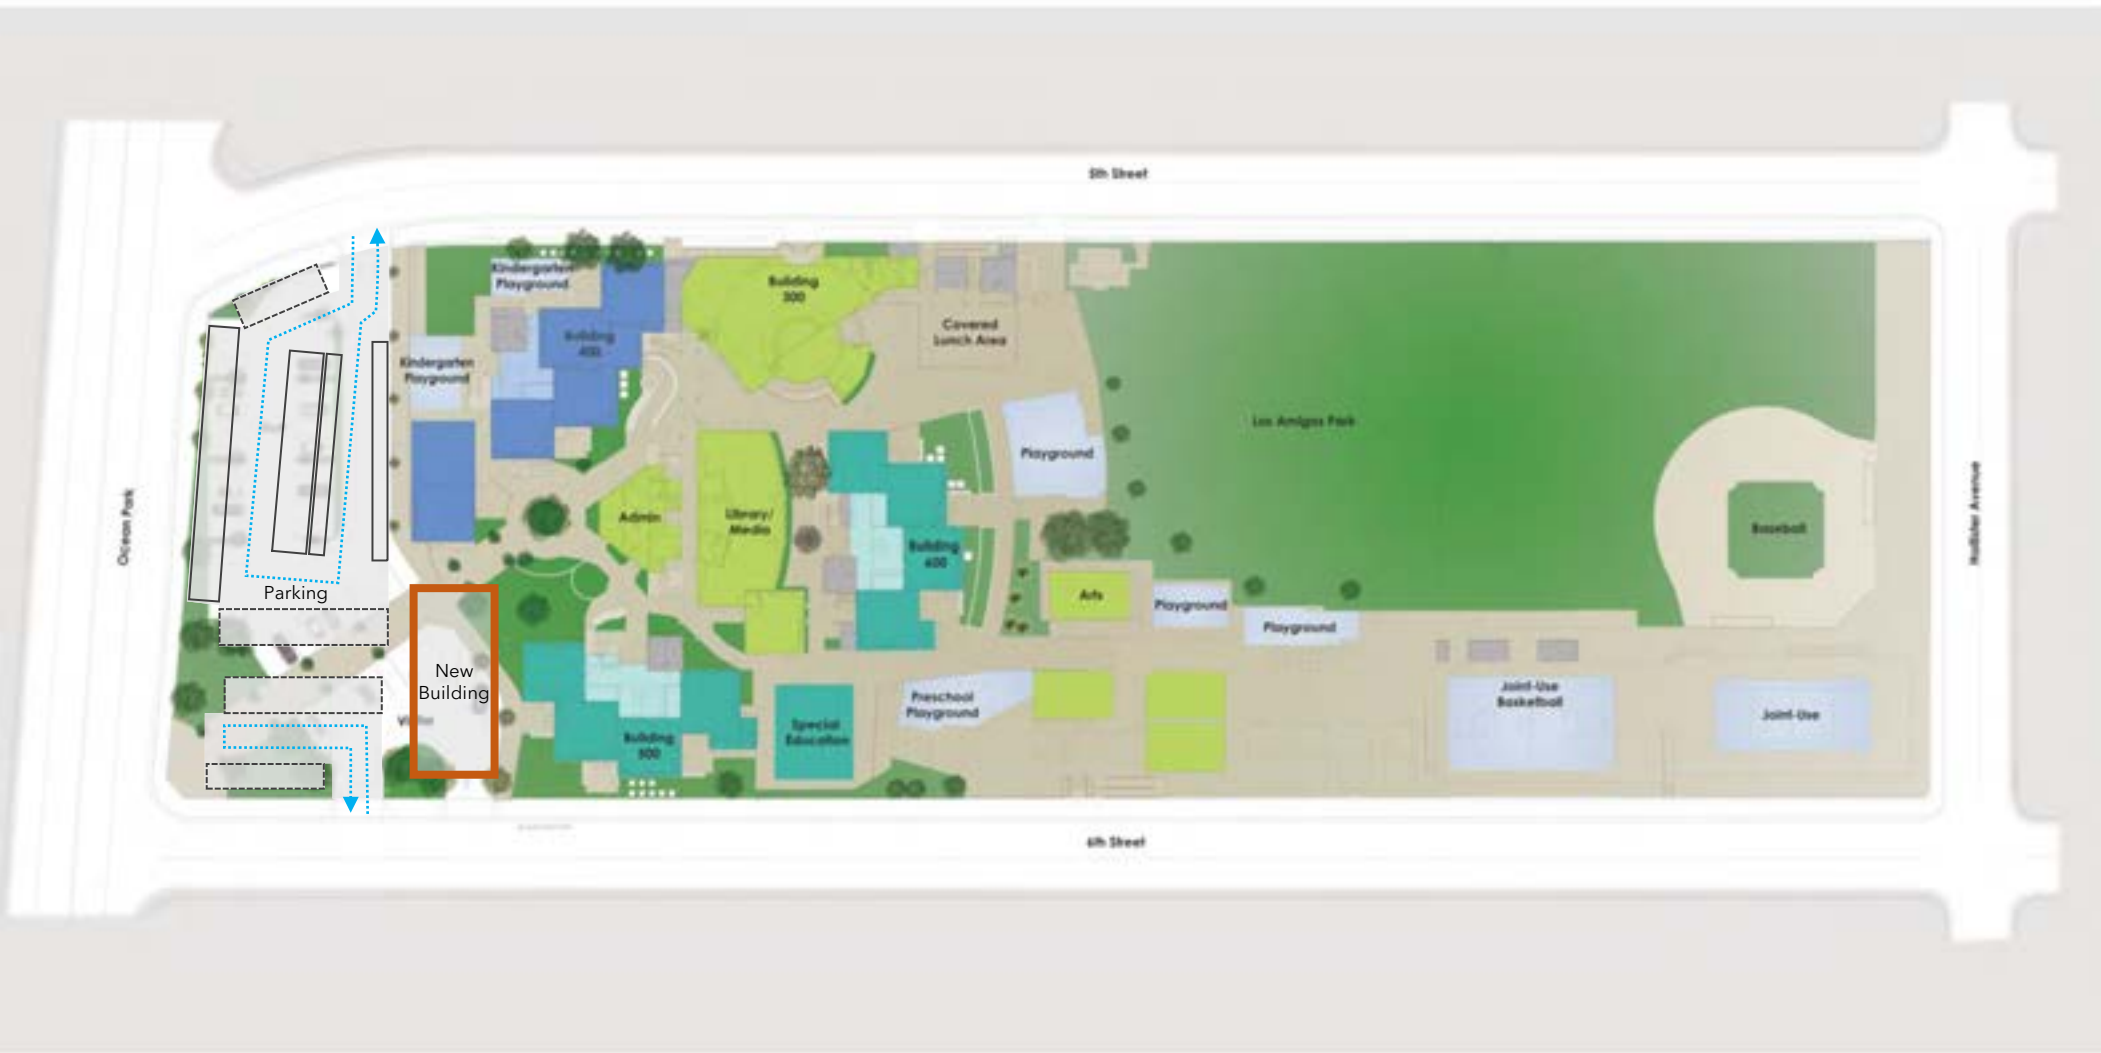 5th Street
Kindergarten
Playground
Building
300
Building
400
Covered
Lunch Area
Kindergarten
Playground
Los Amigos Park
Playground
Ocean Park
Admin
Library/
Media
Building
600
Baseball
Hollister Avenue
Parking
Arts
Playground
Playground
New
Building
Preschool
Playground
Joint-Use
Basketball
Joint-Use
Special
Education
Building
500
6th Street